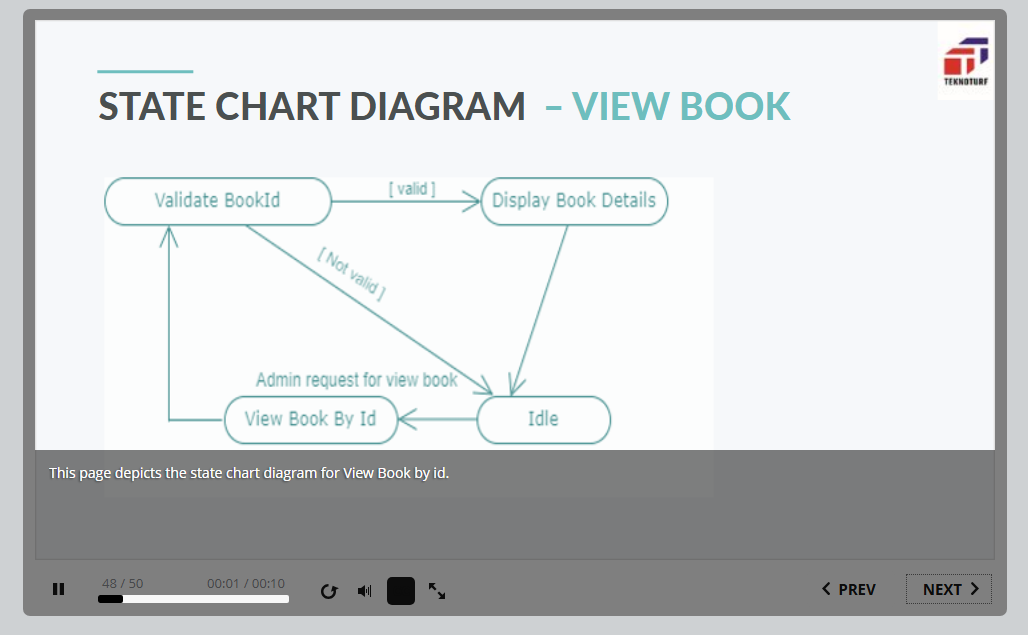 TEKNOTURF
STATE CHART DIAGRAM – VIEW BOOK
Validate BookId
[ valid ]
Display Book Details
[ Not valid ]
Admin request for view book
View Book By Id
Idle
This page depicts the state chart diagram for View Book by id.
48 / 50
00:01 / 00:10
PREV
NEXT